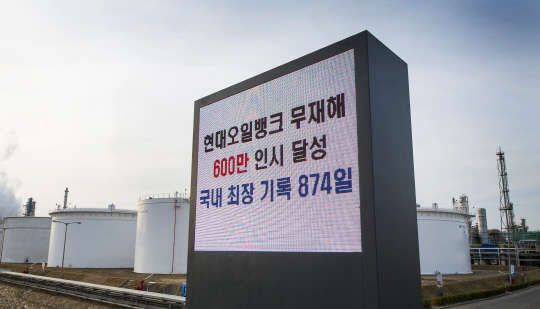 현대오일뱅크 무재해
600만 인시 달성
국내 최장 기록 874일